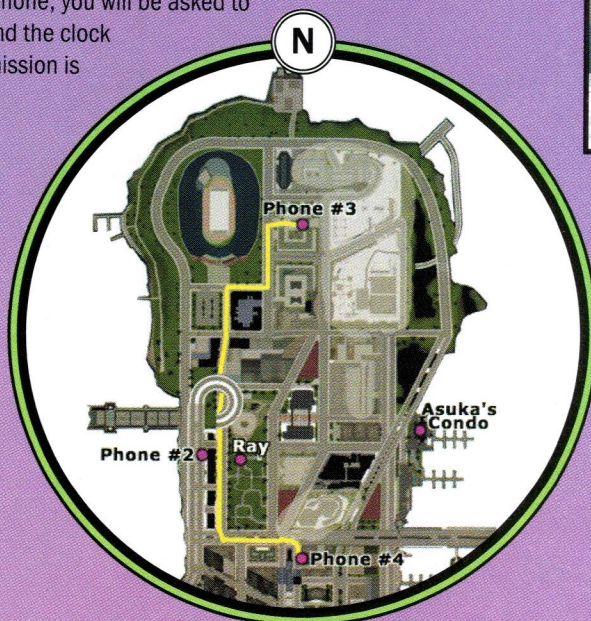 phone, you will be asked to
nd the clock
ission is
N
Phone #3
Asuka's
Condo
Phone #2
Ray
Phone #4